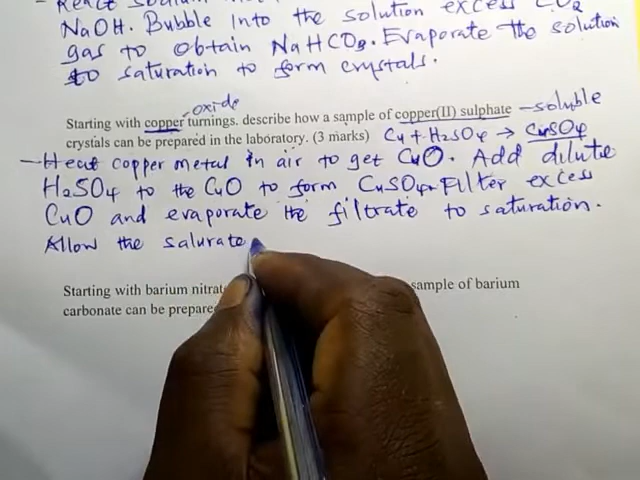 - React
NaOH. Bubble Into the solution excess CO2
gas to obtain NaHCO3. Evaporate the solution
to saturation to form crystals.
-oxide
Starting with copper turnings, describe how a sample of copper(II) sulphate -soluble
crystals can be prepared in the laboratory. (3 marks) Cu + H2SO4 → CuSO4
-Heat copper metal in air to get CuO. Add dilute
H2SO4 to the CuO to form CuSO4. Filter excess
CuO and evaporate the filtrate to saturation.
Allow the salurate
Starting with barium sample of barium
carbonate can be